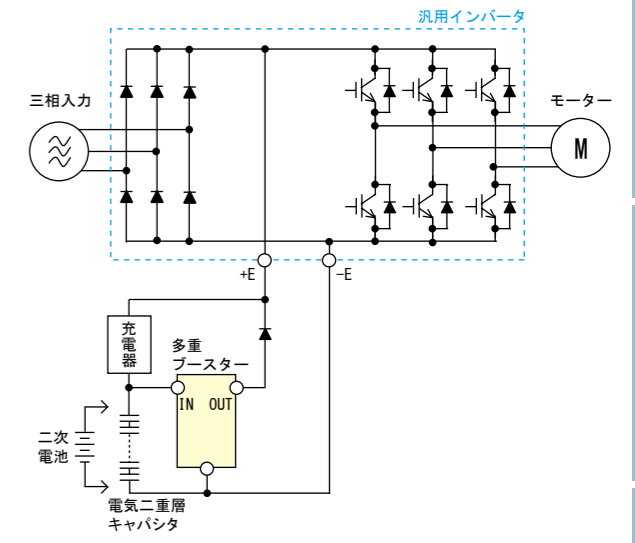 汎用インバータ
三相入力
モーター
M
+E
−E
充電器
多重
ブースター
IN OUT
二次
電池
電気二重層
キャパシタ